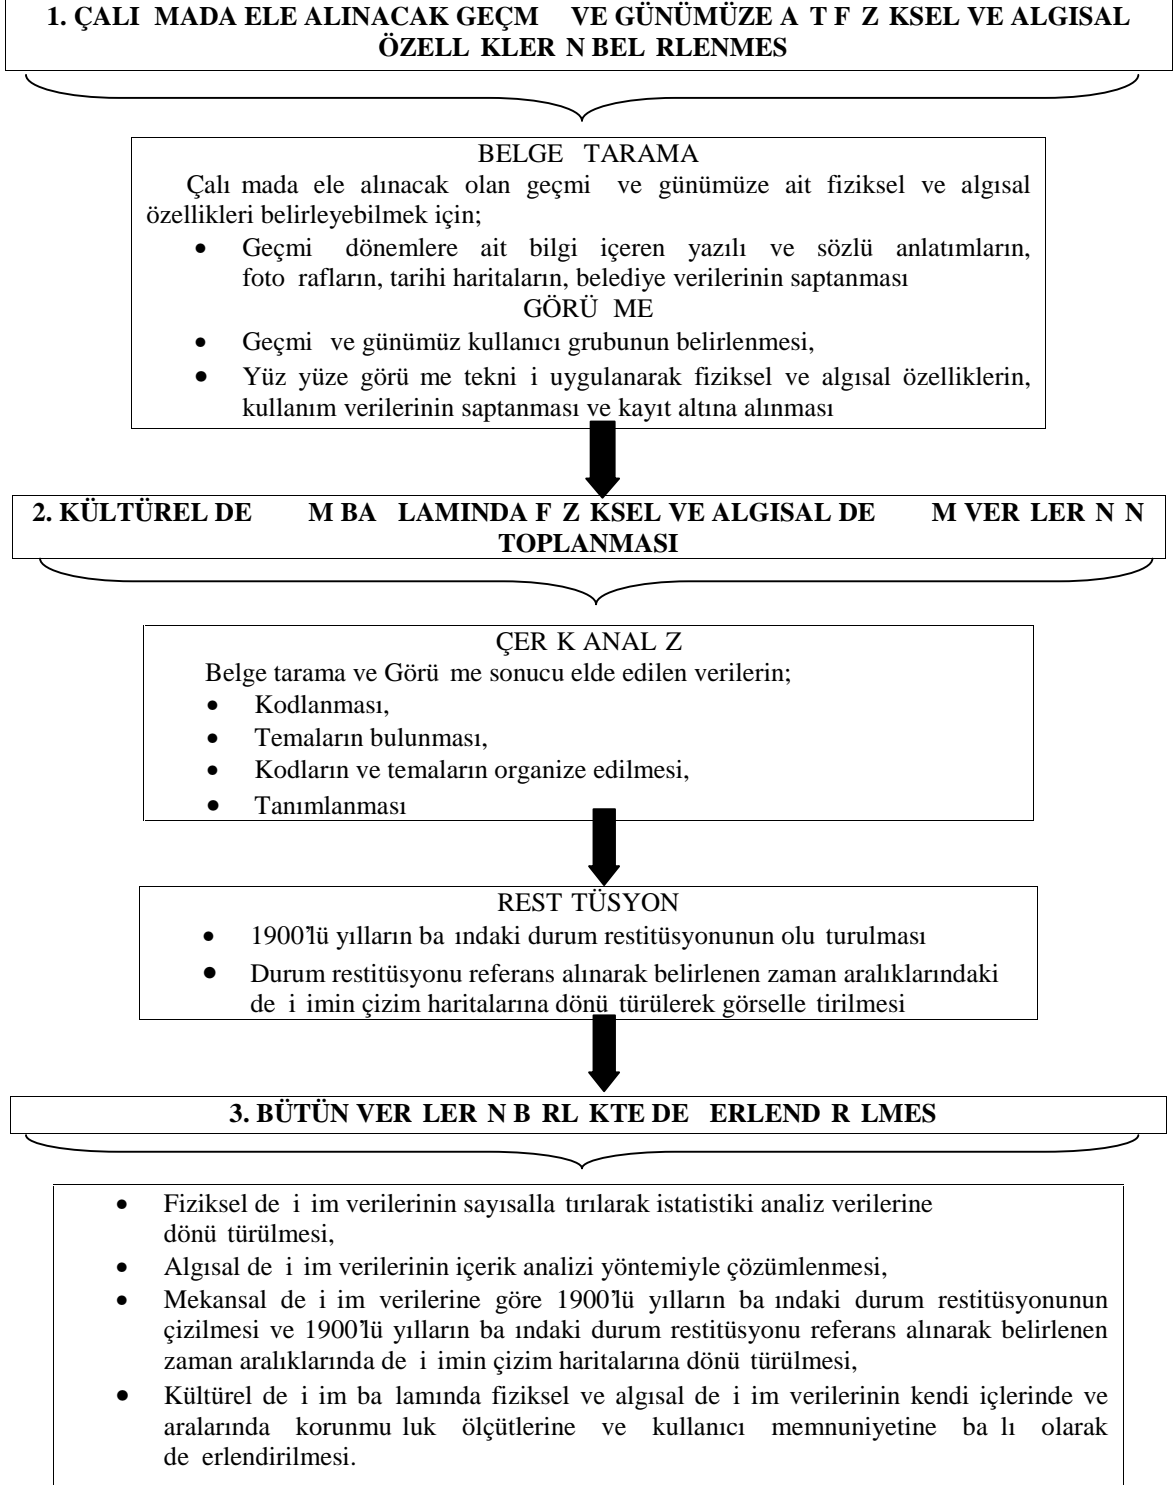 1. ÇALI MADA ELE ALINACAK GEÇM VE GÜNÜMÜZE A T F Z KSEL VE ALGISAL
ÖZELL KLER N BEL RLENMES
BELGE TARAMA
Çalı mada ele alınacak olan geçmi ve günümüze ait fiziksel ve algısal
özellikleri belirleyebilmek için;
• Geçmi dönemlere ait bilgi içeren yazılı ve sözlü anlatımların,
foto rafların, tarihi haritaların, belediye verilerinin saptanması
GÖRÜ ME
• Geçmi ve günümüz kullanıcı grubunun belirlenmesi,
• Yüz yüze görü me tekni i uygulanarak fiziksel ve algısal özelliklerin,
kullanım verilerinin saptanması ve kayıt altına alınması
2. KÜLTÜREL DE M BA LAMINDA F Z KSEL VE ALGISAL DE M VER LER N N
TOPLANMASI
ÇER K ANAL Z
Belge tarama ve Görü me sonucu elde edilen verilerin;
• Kodlanması,
• Temaların bulunması,
• Kodların ve temaların organize edilmesi,
• Tanımlanması
REST TÜSYON
• 1900'lü yılların ba ındaki durum restitüsyonunun olu turulması
• Durum restitüsyonu referans alınarak belirlenen zaman aralıklarındaki
de i imin çizim haritalarına dönü türülerek görselle tirilmesi
3. BÜTÜN VER LER N B RL KTE DE ERLEND R LMES
• Fiziksel de i im verilerinin sayısalla tırılarak istatistiki analiz verilerine
dönü türülmesi,
• Algısal de i im verilerinin içerik analizi yöntemiyle çözümlenmesi,
• Mekansal de i im verilerine göre 1900'lü yılların ba ındaki durum restitüsyonunun
çizilmesi ve 1900'lü yılların ba ındaki durum restitüsyonu referans alınarak belirlenen
zaman aralıklarında de i imin çizim haritalarına dönü türülmesi,
• Kültürel de i im ba lamında fiziksel ve algısal de i im verilerinin kendi içlerinde ve
aralarında korunmu luk ölçütlerine ve kullanıcı memnuniyetine ba lı olarak
de erlendirilmesi.